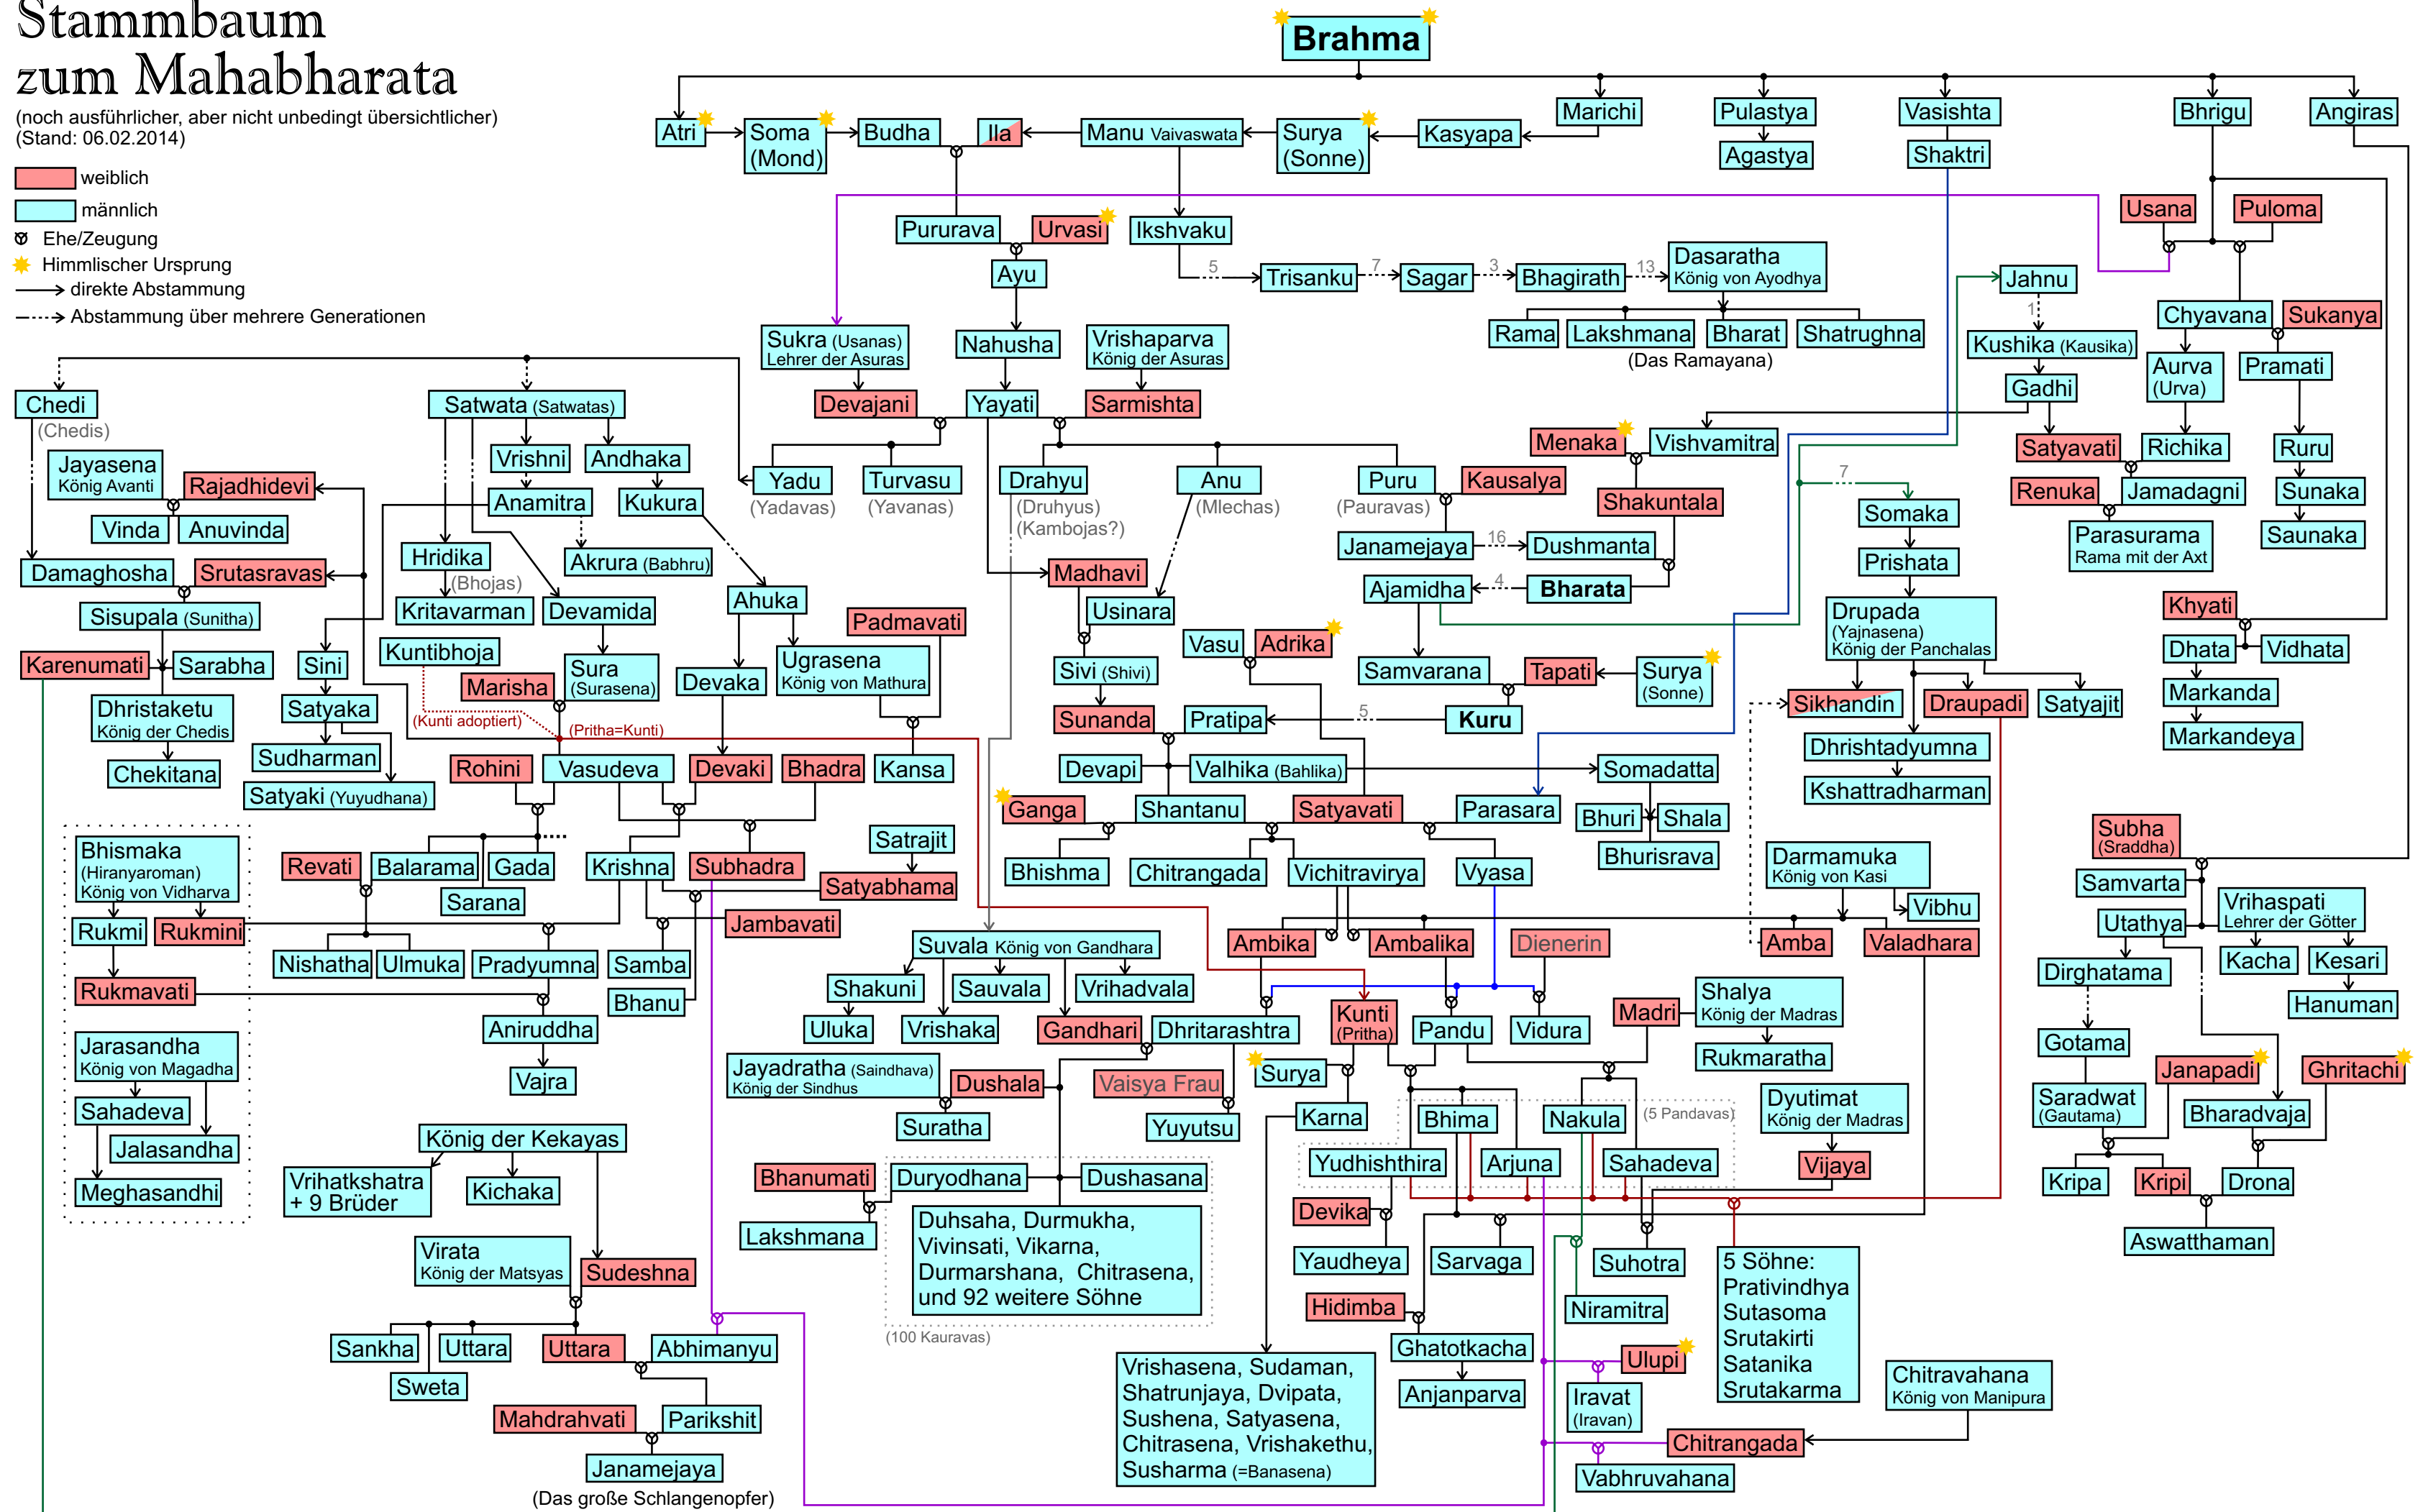 Stammbaum
zum Mahabharata
(noch ausführlicher, aber nicht unbedingt übersichtlicher)
(Stand: 06.02.2014)
weiblich
männlich
Ehe/Zeugung
Himmlischer Ursprung
direkte Abstammung
Abstammung über mehrere Generationen
Brahma
Atri
Soma
(Mond)
Budha
Ila
Manu Vaivaswata
Surya
(Sonne)
Kasyapa
Marichi
Pulastya
Agastya
Vasishta
Shaktri
Bhrigu
Angiras
Usana
Puloma
Pururava
Urvasi
Ikshvaku
Ayu
5
Trisanku
7
Sagar
3
Bhagirath
13
Dasaratha
König von Ayodhya
Rama
Lakshmana
Bharat
Shatrughna
(Das Ramayana)
Jahnu
1
Kushika (Kausika)
Gadhi
Chyavana
Sukanya
Aurva
(Urva)
Pramati
Sukra (Usanas)
Lehrer der Asuras
Nahusha
Vrishaparva
König der Asuras
Devajani
Yayati
Sarmishta
Chedi
(Chedis)
Satwata (Satwatas)
Vrishni
Andhaka
Jayasena
König Avanti
Rajadhidevi
Anamitra
Kukura
Vinda
Anuvinda
Yadu
(Yadavas)
Turvasu
(Yavanas)
Drahyu
(Druhyus)
(Kambojas?)
Anu
(Mlechas)
Puru
(Pauravas)
Kausalya
Menaka
Vishvamitra
Shakuntala
7
Satyavati
Richika
Ruru
Renuka
Jamadagni
Sunaka
Somaka
Parasurama
Rama mit der Axt
Saunaka
Hridika
(Bhojas)
Akrura (Babhru)
Janamejaya
16
Dushmanta
Prishata
Damaghosha
Srutasravas
Madhavi
Ajamidha
4
Bharata
Sisupala (Sunitha)
Kritavarman
Devamida
Ahuka
Usinara
Drupada
(Yajnasena)
König der Panchalas
Khyati
Padmavati
Vasu
Adrika
Dhata
Vidhata
Karenumati
Sarabha
Sini
Kuntibhoja
Sura
(Surasena)
Marisha
Devaka
Ugrasena
König von Mathura
Sivi (Shivi)
Samvarana
Tapati
Surya
(Sonne)
Markanda
Dhristaketu
König der Chedis
Satyaka
(Kunti adoptiert)
(Pritha=Kunti)
Sunanda
Pratipa
5
Kuru
Sikhandin
Draupadi
Satyajit
Markandeya
Chekitana
Sudharman
Satyaki (Yuyudhana)
Rohini
Vasudeva
Devaki
Bhadra
Kansa
Devapi
Valhika (Bahlika)
Somadatta
Dhrishtadyumna
Kshattradharman
Ganga
Shantanu
Satyavati
Parasara
Bhuri
Shala
Bhurisrava
Bhismaka
(Hiranyaroman)
König von Vidharva
Revati
Balarama
Gada
Sarana
Krishna
Subhadra
Satrajit
Satyabhama
Bhishma
Chitrangada
Vichitravirya
Vyasa
Darmamuka
König von Kasi
Vibhu
Subha
(Sraddha)
Samvarta
Utathya
Vrihaspati
Lehrer der Götter
Rukmi
Rukmini
Jambavati
Suvala König von Gandhara
Ambika
Ambalika
Dienerin
Amba
Valadhara
Nishatha
Ulmuka
Pradyumna
Samba
Dirghatama
Kacha
Kesari
Rukmavati
Bhanu
Shakuni
Sauvala
Vrihadvala
Hanuman
Aniruddha
Uluka
Vrishaka
Gandhari
Dhritarashtra
Kunti
(Pritha)
Pandu
Vidura
Madri
Shalya
König der Madras
Rukmaratha
Gotama
Jarasandha
König von Magadha
Vajra
Jayadratha (Saindhava)
König der Sindhus
Dushala
Vaisya Frau
Surya
Janapadi
Ghritachi
Sahadeva
Suratha
Yuyutsu
Karna
Bhima
Nakula
(5 Pandavas)
Dyutimat
König der Madras
Saradwat
(Gautama)
Bharadvaja
Jalasandha
König der Kekayas
Meghasandhi
Vrihatkshatra
+ 9 Brüder
Kichaka
Bhanumati
Duryodhana
Dushasana
Yudhishthira
Arjuna
Sahadeva
Vijaya
Kripa
Kripi
Drona
Lakshmana
Duhsaha, Durmukha,
Vivinsati, Vikarna,
Durmarshana, Chitrasena,
und 92 weitere Söhne
(100 Kauravas)
Devika
Yaudheya
Sarvaga
Suhotra
Aswatthaman
Virata
König der Matsyas
Sudeshna
Hidimba
Niramitra
5 Söhne:
Prativindhya
Sutasoma
Srutakirti
Satanika
Srutakarma
Sankha
Uttara
Sweta
Uttara
Abhimanyu
Ghatotkacha
Anjanparva
Ulupi
Iravat
(Iravan)
Chitravahana
König von Manipura
Vrishasena, Sudaman,
Shatrunjaya, Dvipata,
Sushena, Satyasena,
Chitrasena, Vrishakethu,
Susharma (=Banasena)
Mahdrahvati
Parikshit
Chitrangada
Vabhruvahana
Janamejaya
(Das große Schlangenopfer)